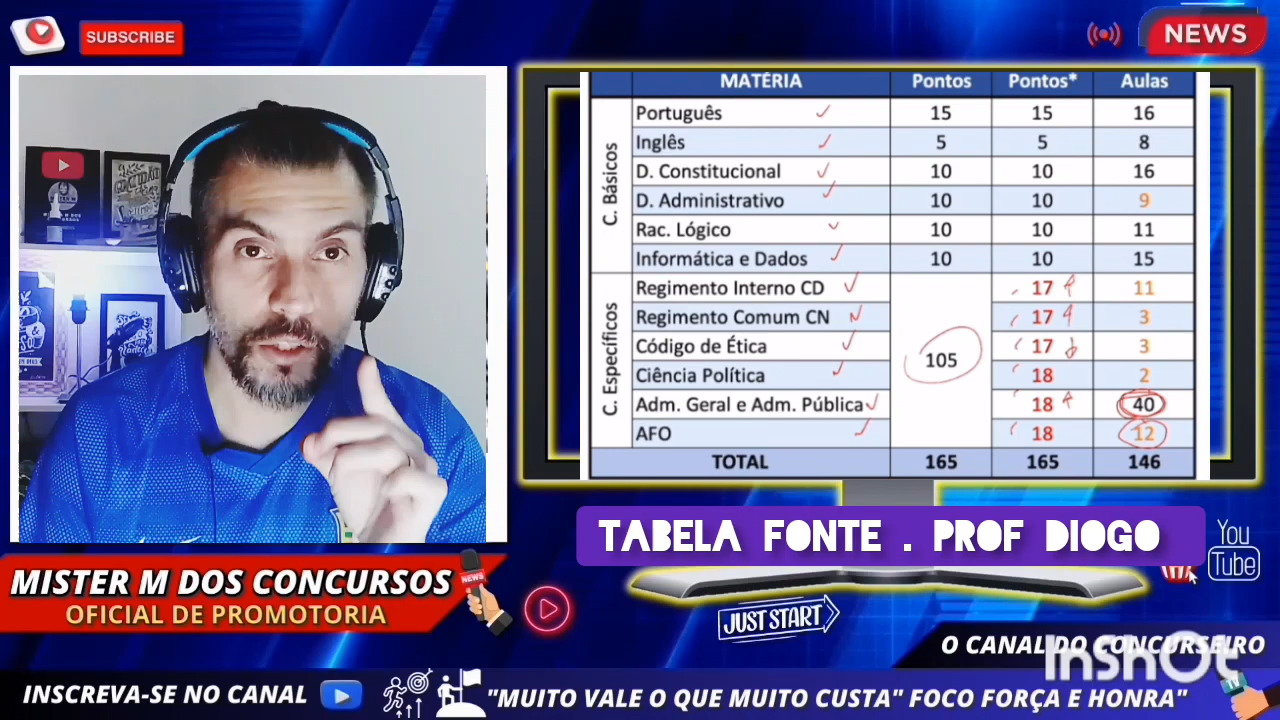 SUBSCRIBE
NEWS
MATÉRIA Pontos Pontos* Aulas
C. Básicos
Português 15 15 16
Inglês 5 5 8
D. Constitucional 10 10 16
D. Administrativo 10 10 9
Rac. Lógico 10 10 11
Informática e Dados 10 10 15
C. Específicos
Regimento Interno CD 17 11
Regimento Comum CN 17 3
Código de Ética 17 3
105
Ciência Política 18 2
Adm. Geral e Adm. Pública 18 40
AFO 18 12
TOTAL 165 165 146
TABELA FONTE . PROF DIOGO
You
Tube
MISTER M DOS CONCURSOS
NEWS
OFICIAL DE PROMOTORIA
JUST START
O CANAL DO CONCURSEIRO
InshOt
INSCREVA-SE NO CANAL
"MUITO VALE O QUE MUITO CUSTA" FOCO FORÇA E HONRA"